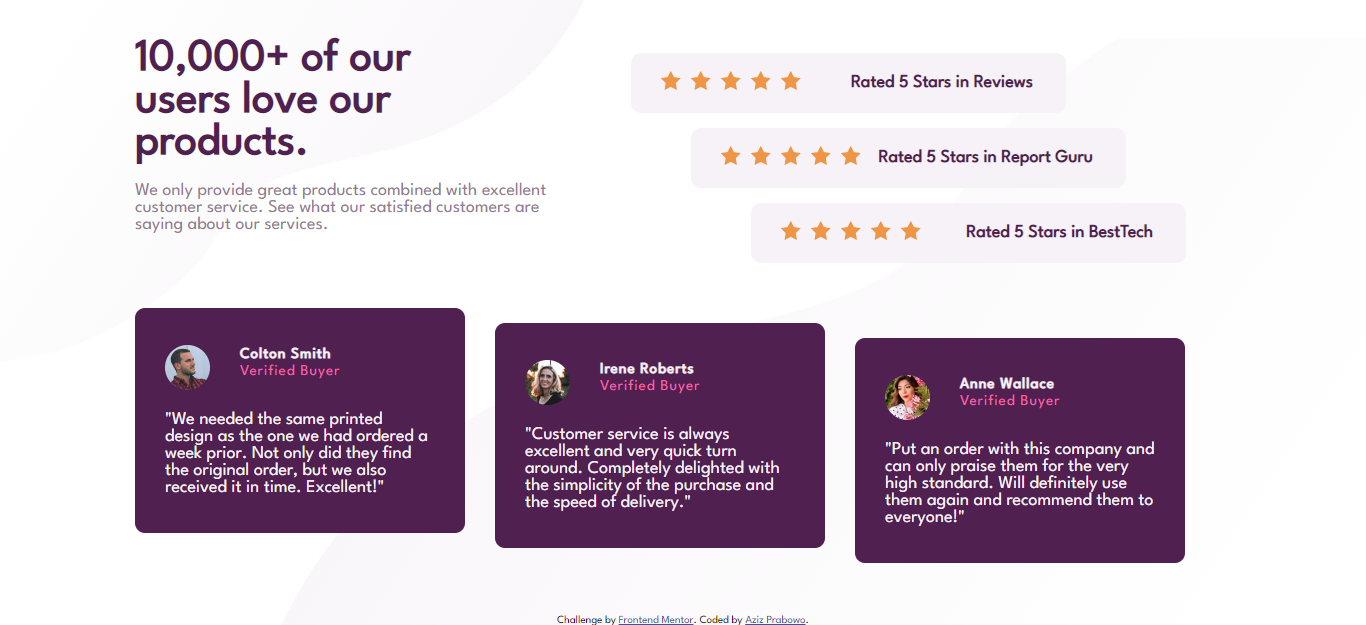 10,000+ of our
users love our
products.
We only provide great products combined with excellent
customer service. See what our satisfied customers are
saying about our services.
Rated 5 Stars in Reviews
Rated 5 Stars in Report Guru
Rated 5 Stars in BestTech
Colton Smith
Verified Buyer
"We needed the same printed
design as the one we had ordered a
week prior. Not only did they find
the original order, but we also
received it in time. Excellent!"
Irene Roberts
Verified Buyer
"Customer service is always
excellent and very quick turn
around. Completely delighted with
the simplicity of the purchase and
the speed of delivery."
Anne Wallace
Verified Buyer
"Put an order with this company and
can only praise them for the very
high standard. Will definitely use
them again and recommend them to
everyone!"
Challenge by Frontend Mentor. Coded by Aziz Prabowo.